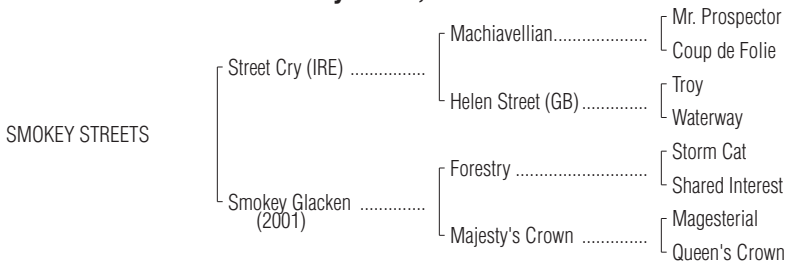 Mr. Prospector
Machiavellian....................
Coup de Folie
Street Cry (IRE) ................
Troy
Helen Street (GB)..............
Waterway
SMOKEY STREETS
Storm Cat
Forestry ............................
Shared Interest
Smokey Glacken ..............
(2001)
Magesterial
Majesty's Crown ..............
Queen's Crown